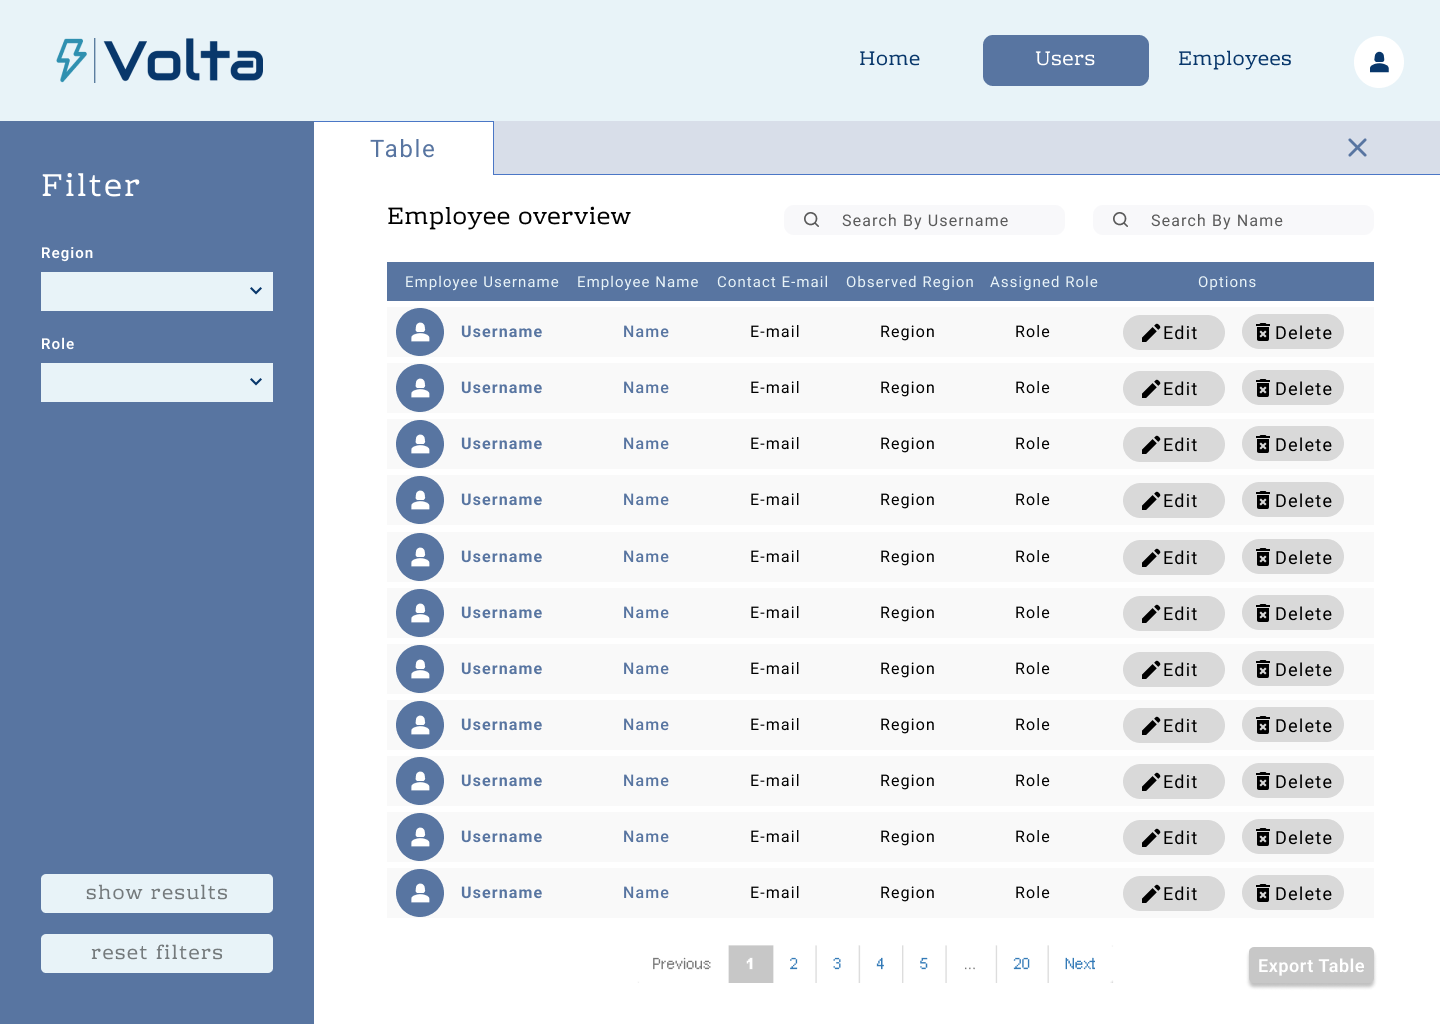 Volta
Home Users Employees
Table
Filter
Region
Role
show results
reset filters
Employee overview
Search By Username Search By Name
Employee Username Employee Name Contact E-mail Observed Region Assigned Role Options
Username Name E-mail Region Role Edit Delete
Username Name E-mail Region Role Edit Delete
Username Name E-mail Region Role Edit Delete
Username Name E-mail Region Role Edit Delete
Username Name E-mail Region Role Edit Delete
Username Name E-mail Region Role Edit Delete
Username Name E-mail Region Role Edit Delete
Username Name E-mail Region Role Edit Delete
Username Name E-mail Region Role Edit Delete
Username Name E-mail Region Role Edit Delete
Username Name E-mail Region Role Edit Delete
Previous 1 2 3 4 5 ... 20 Next
Export Table